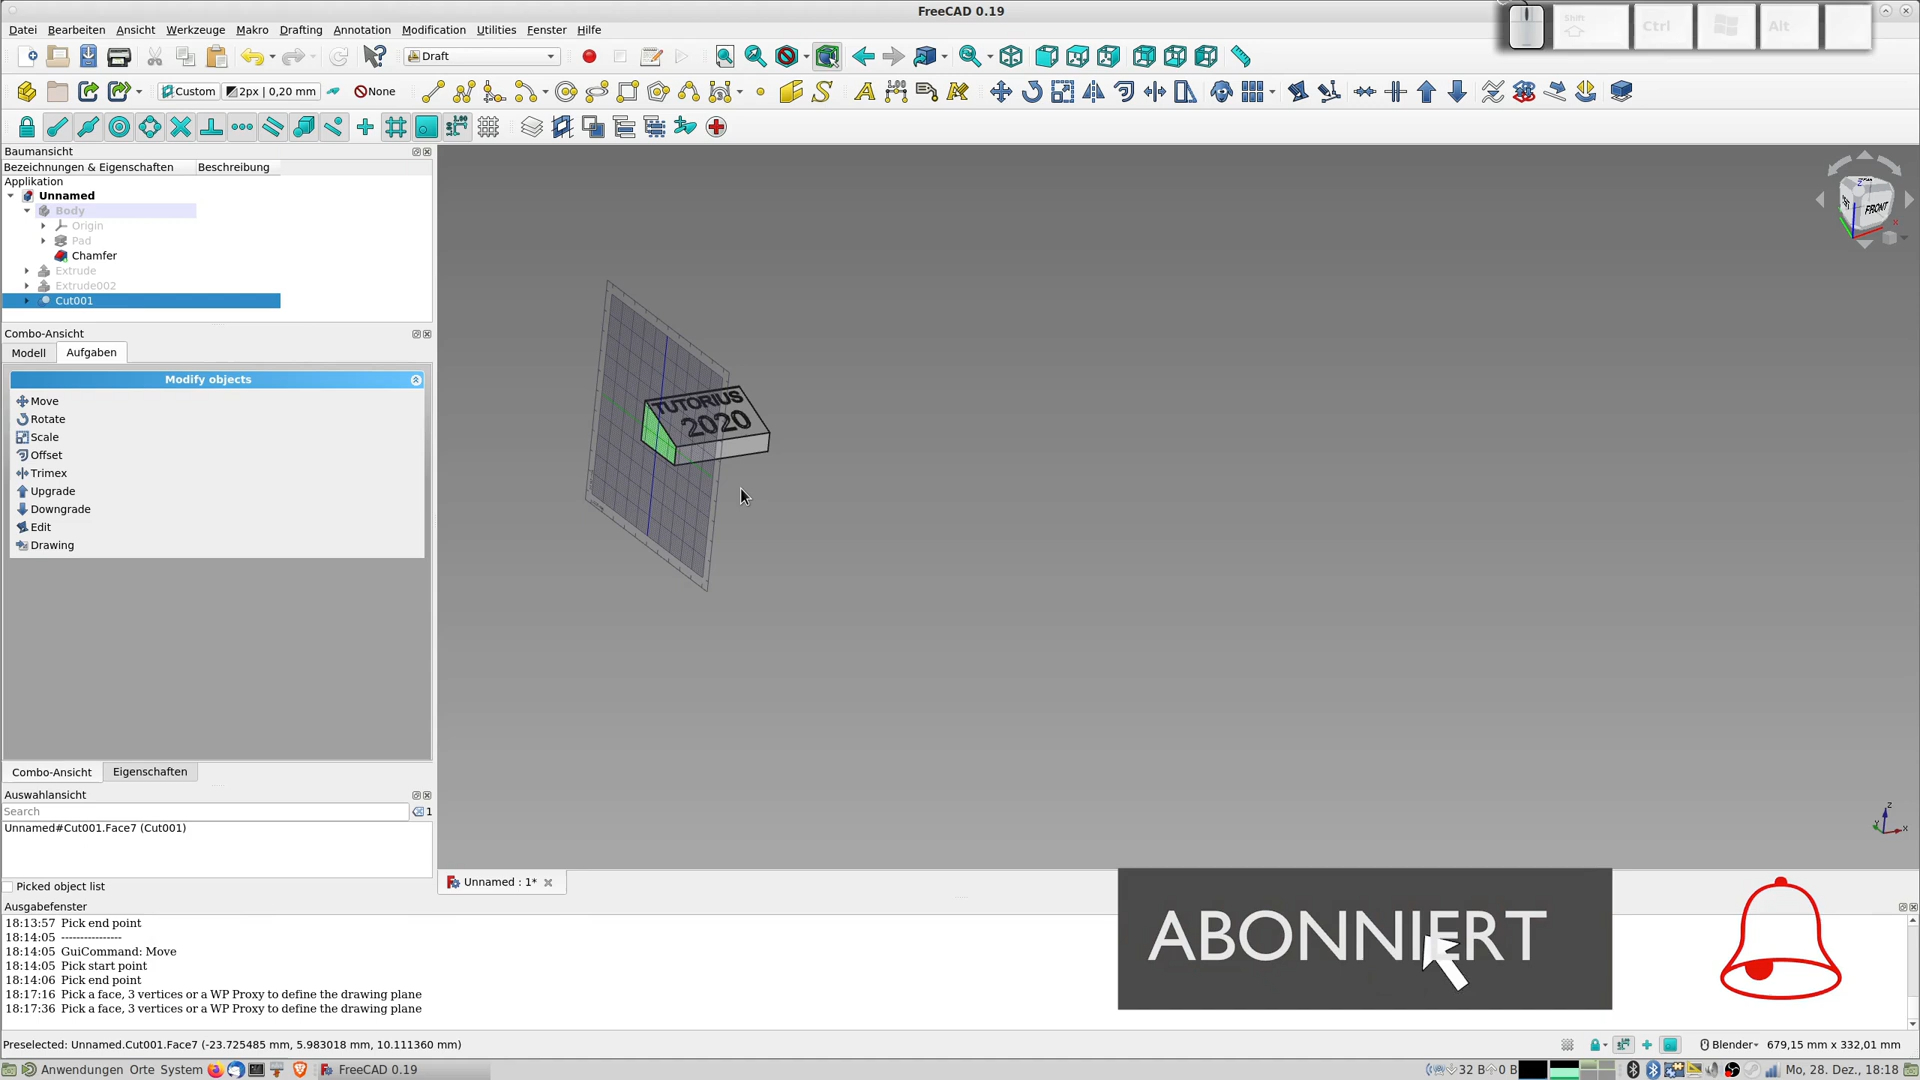 FreeCAD 0.19
Shift
Ctrl
Alt
Datei Bearbeiten Ansicht Werkzeuge Makro Drafting Annotation Modification Utilities Fenster Hilfe
Draft
Custom 2px | 0,20 mm None
1.00
Baumansicht
Bezeichnungen & Eigenschaften Beschreibung
Applikation
Unnamed
Body
Origin
Pad
Chamfer
Extrude
Extrude002
Cut001
Combo-Ansicht
Modell Aufgaben
Modify objects
Move
Rotate
Scale
Offset
Trimex
Upgrade
Downgrade
Edit
Drawing
Combo-Ansicht Eigenschaften
Auswahlansicht
Search 1
Unnamed#Cut001.Face7 (Cut001)
Picked object list
TUTORIUS
2020
FRONT
Z
X
Z
Y
X
Unnamed : 1*
Ausgabefenster
18:13:57 Pick end point
18:14:05 ----------------
18:14:05 GuiCommand: Move
18:14:05 Pick start point
18:14:06 Pick end point
18:17:16 Pick a face, 3 vertices or a WP Proxy to define the drawing plane
18:17:36 Pick a face, 3 vertices or a WP Proxy to define the drawing plane
ABONNIERT
Preselected: Unnamed.Cut001.Face7 (-23.725485 mm, 5.983018 mm, 10.111360 mm)
Blender 679,15 mm x 332,01 mm
Anwendungen Orte System FreeCAD 0.19 32 B 0 B Mo, 28. Dez., 18:18